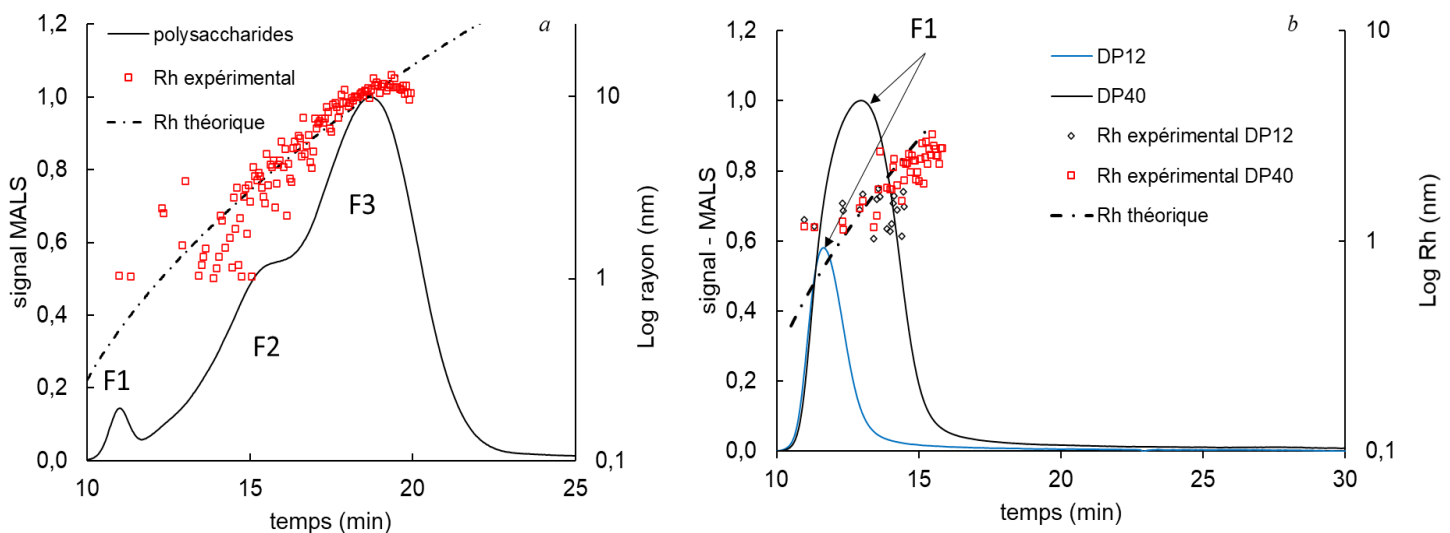 a
1,2
1,0
0,8
0,6
0,4
0,2
0,0
signal MALS
polysaccharides
Rh expérimental
Rh théorique
F1
F2
F3
10
1
0,1
Log rayon (nm)
10
15
20
25
temps (min)
b
1,2
1,0
0,8
0,6
0,4
0,2
0,0
signal - MALS
F1
DP12
DP40
Rh expérimental DP12
Rh expérimental DP40
Rh théorique
10
1
0,1
Log Rh (nm)
10
15
20
25
30
temps (min)